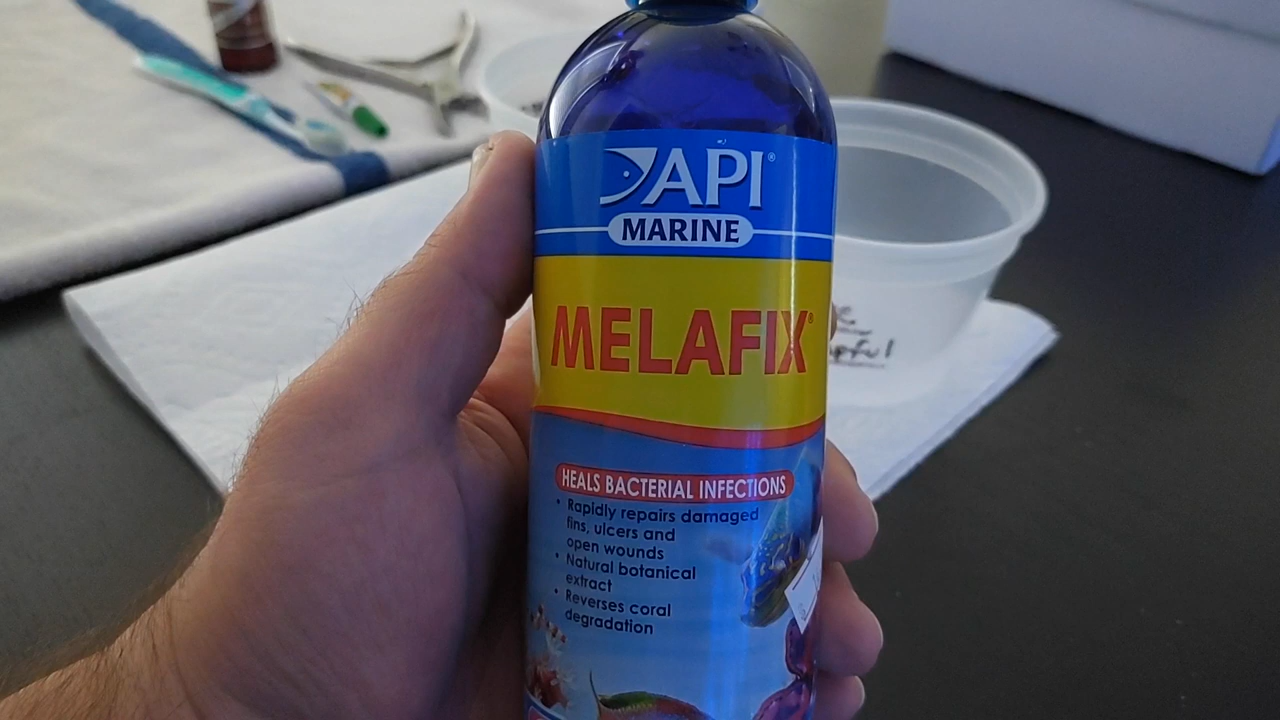 API®
MARINE
MELAFIX®
HEALS BACTERIAL INFECTIONS
• Rapidly repairs damaged
fins, ulcers and
open wounds
• Natural botanical
extract
• Reverses coral
degradation